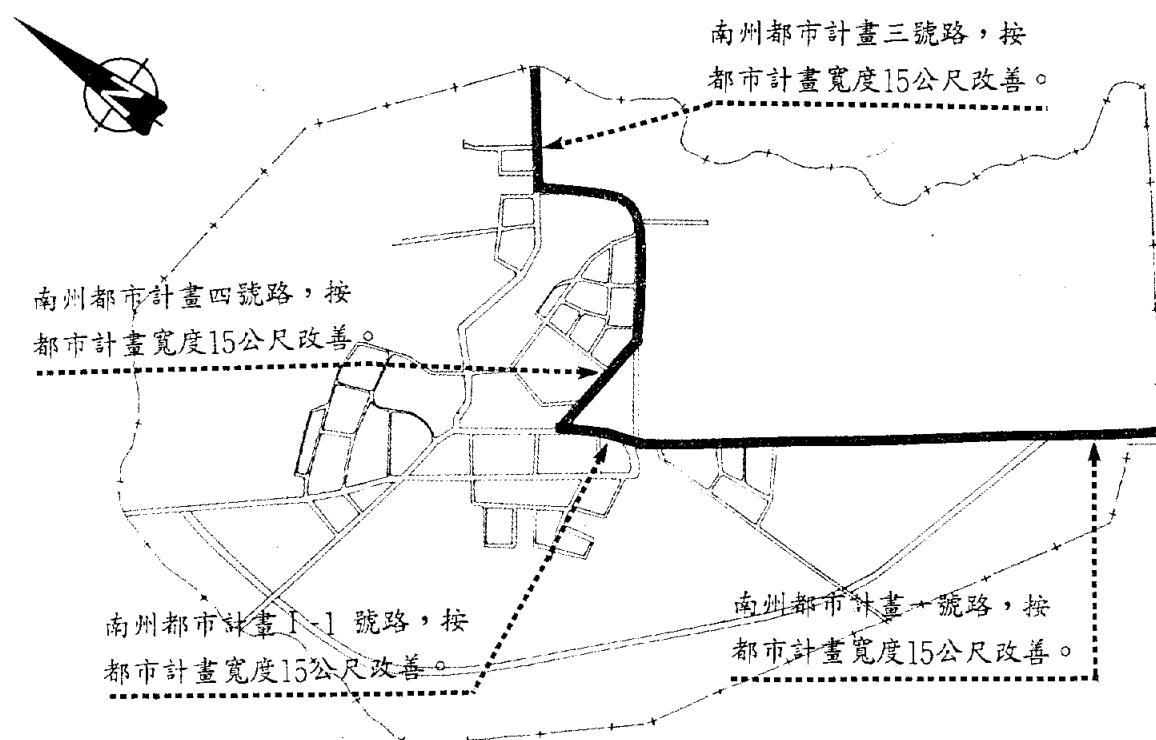 南州都市計畫三號路，按
都市計畫寬度15公尺改善。
南州都市計畫四號路，按
都市計畫寬度15公尺改善。
南州都市計畫I-1 號路，按
都市計畫寬度15公尺改善。
南州都市計畫一號路，按
都市計畫寬度15公尺改善。
N